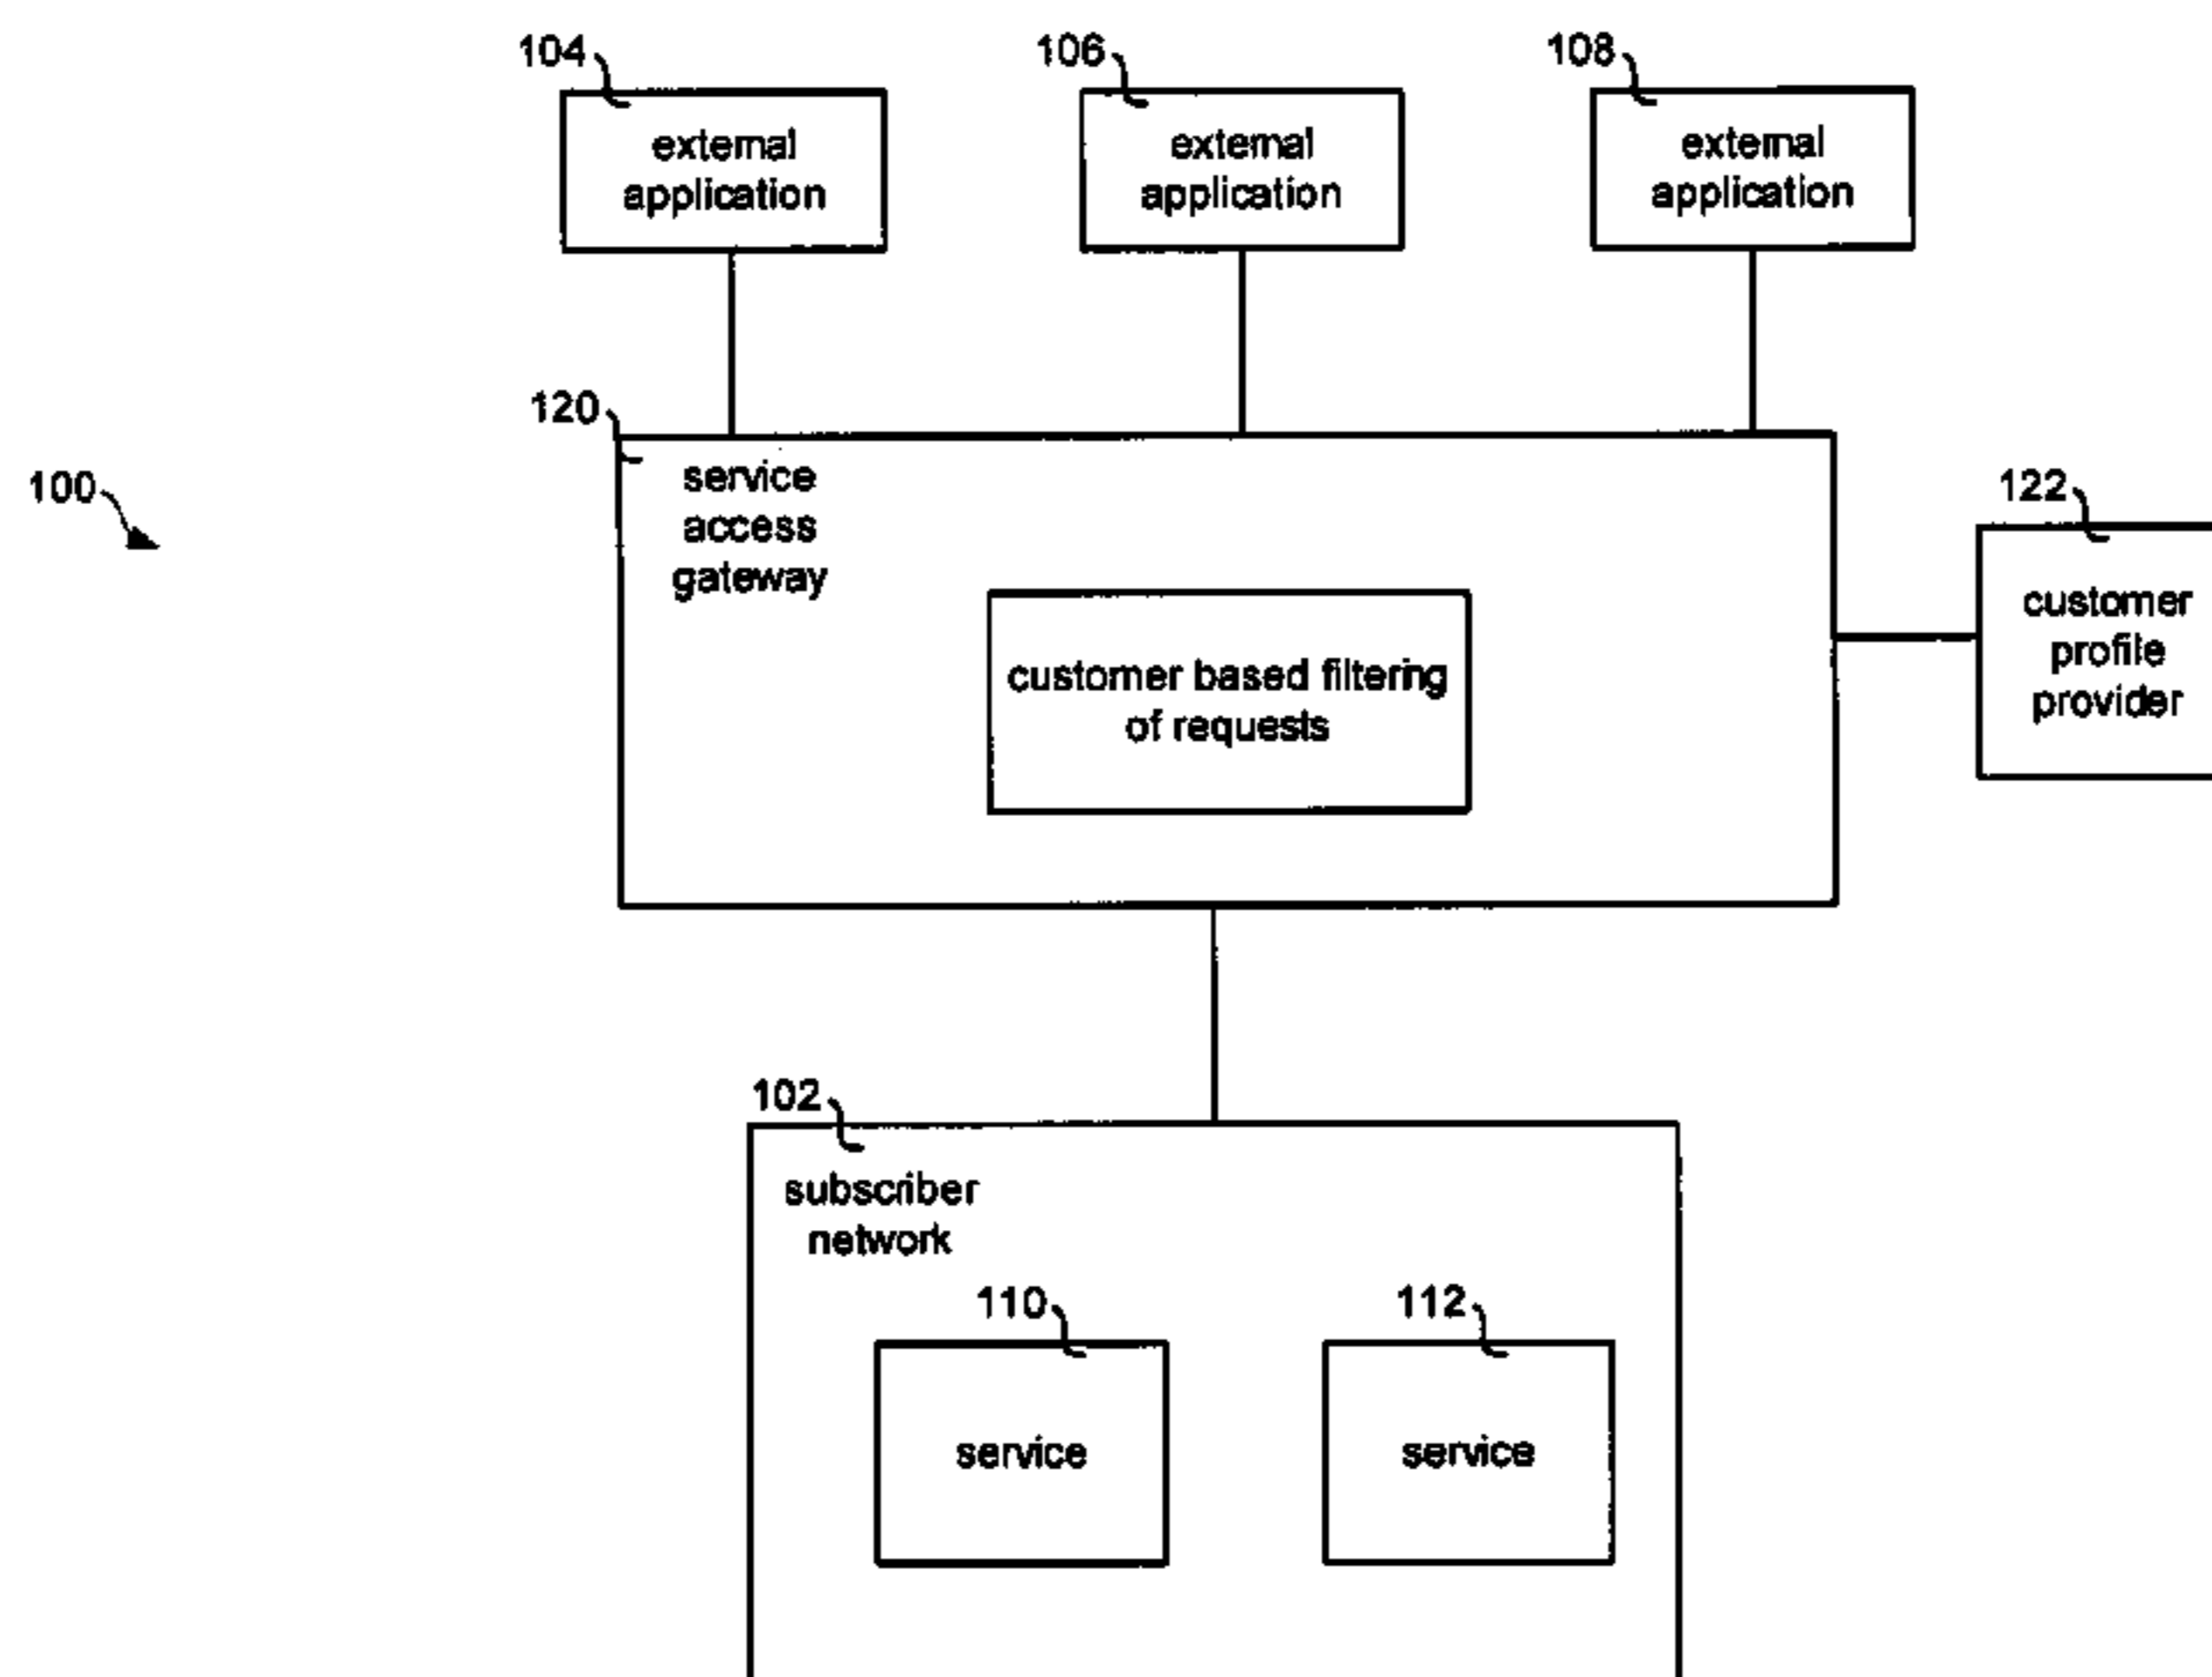 104
106
108
external
application
external
application
external
application
120
100
service
access
gateway
122
customer
profile
provider
customer based filtering
of requests
102
subscriber
network
110
112
service
service